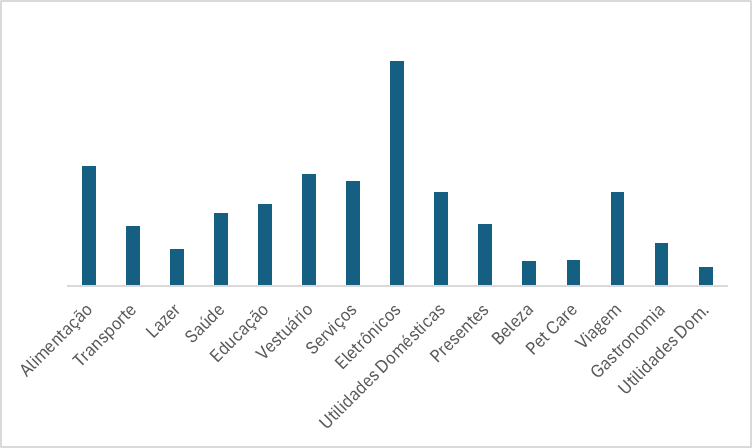 Alimentação
Transporte
Lazer
Saúde
Educação
Vestuário
Serviços
Eletrônicos
Utilidades Domésticas
Presentes
Beleza
Pet Care
Viagem
Gastronomia
Utilidades Dom.